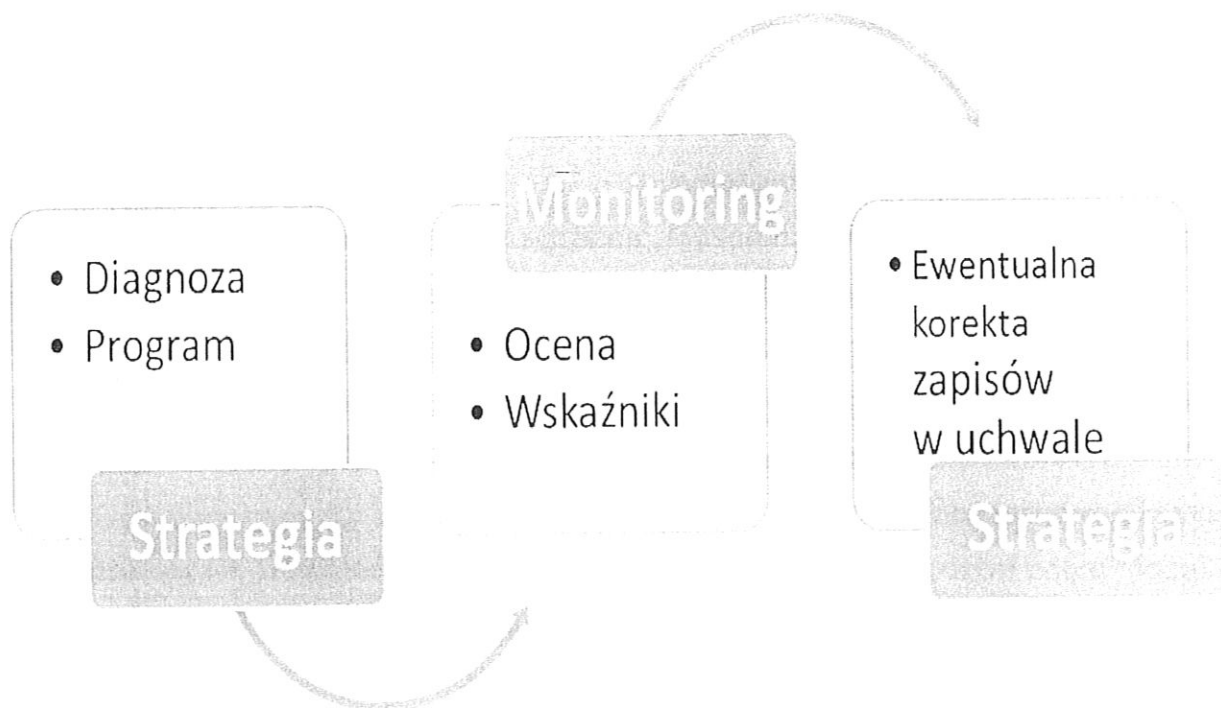 • Diagnoza
• Program
Strategia
Monitoring
• Ocena
• Wskaźniki
• Ewentualna
korekta
zapisów
w uchwale
Strategia